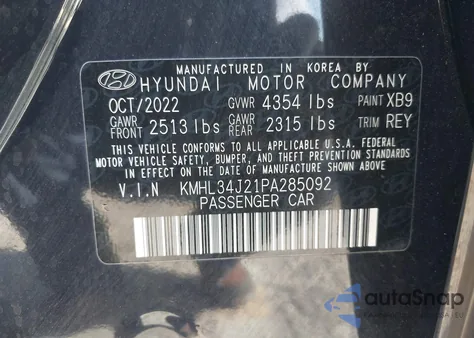 MANUFACTURED IN KOREA BY
HYUNDAI MOTOR COMPANY
OCT/2022 GVWR 4354 lbs PAINT XB9
GAWR FRONT 2513 lbs GAWR REAR 2315 lbs TRIM REY
THIS VEHICLE CONFORMS TO ALL APPLICABLE U.S.A. FEDERAL
MOTOR VEHICLE SAFETY, BUMPER, AND THEFT PREVENTION STANDARDS
IN EFFECT ON THE DATE OF MANUFACTURE SHOWN ABOVE.
V.I.N KMHL34J21PA285092
PASSENGER CAR
autoSnap